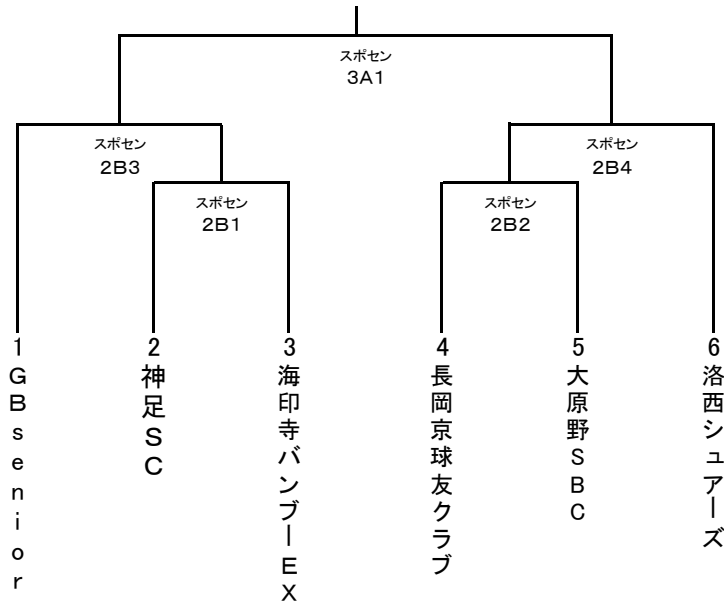 スポセン
3A1
スポセン
2B3
スポセン
2B4
スポセン
2B1
スポセン
2B2
1
GBsenior
2
神足SC
3
海印寺バンブーEX
4
長岡京球友クラブ
5
大原野SBC
6
洛西シュアーズ